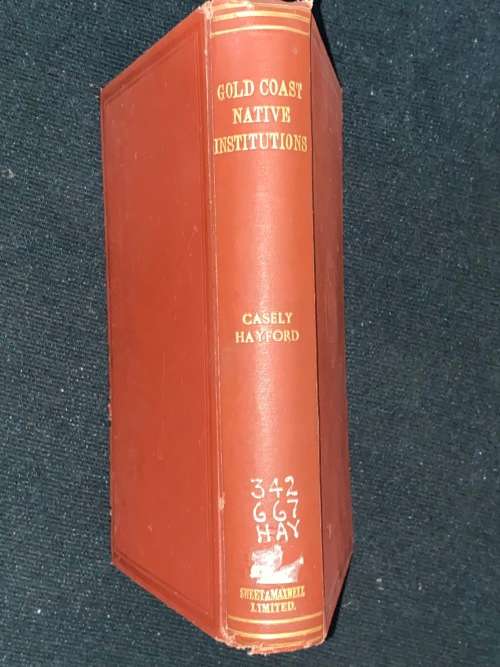 GOLD COAST
NATIVE
INSTITUTIONS
CASELY
HAYFORD
342
667
HAY
SWEET & MAXWELL
LIMITED.